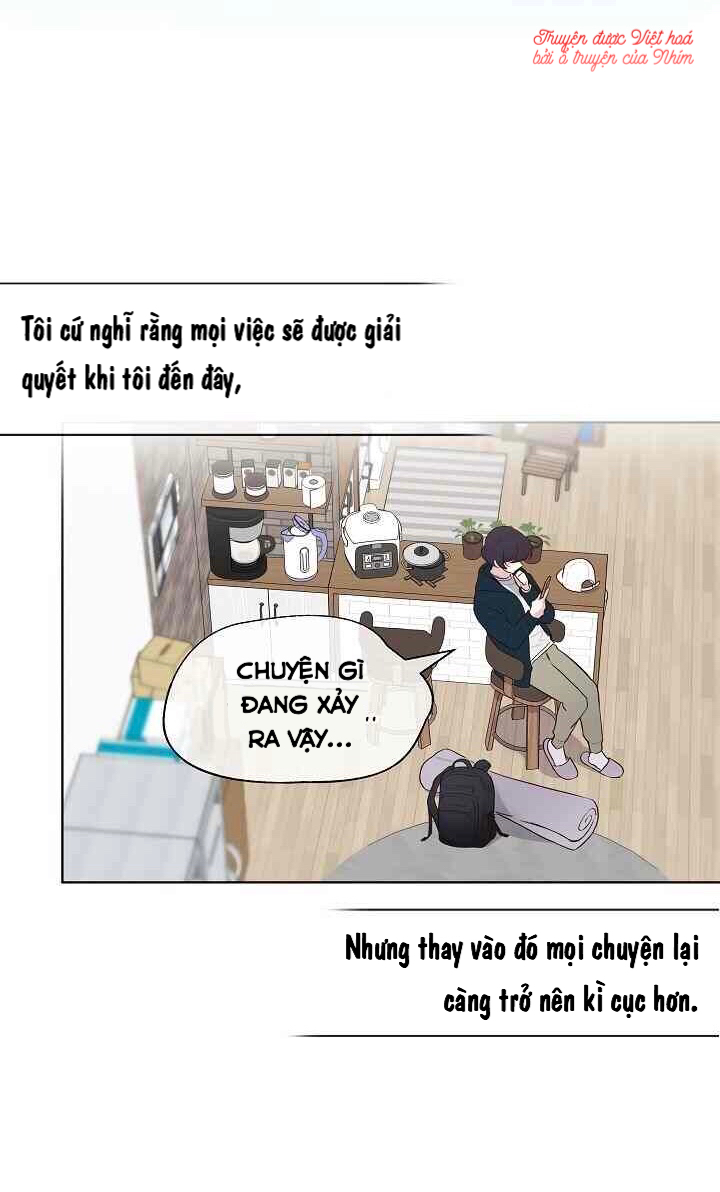 Truyện được Việt hoá
bởi ổ truyện của Nhím
Tôi cứ nghĩ rằng mọi việc sẽ được giải
quyết khi tôi đến đây,
CHUYỆN GÌ
ĐANG XẢY
RA VẬY...
Nhưng thay vào đó mọi chuyện lại
càng trở nên kì cục hơn.